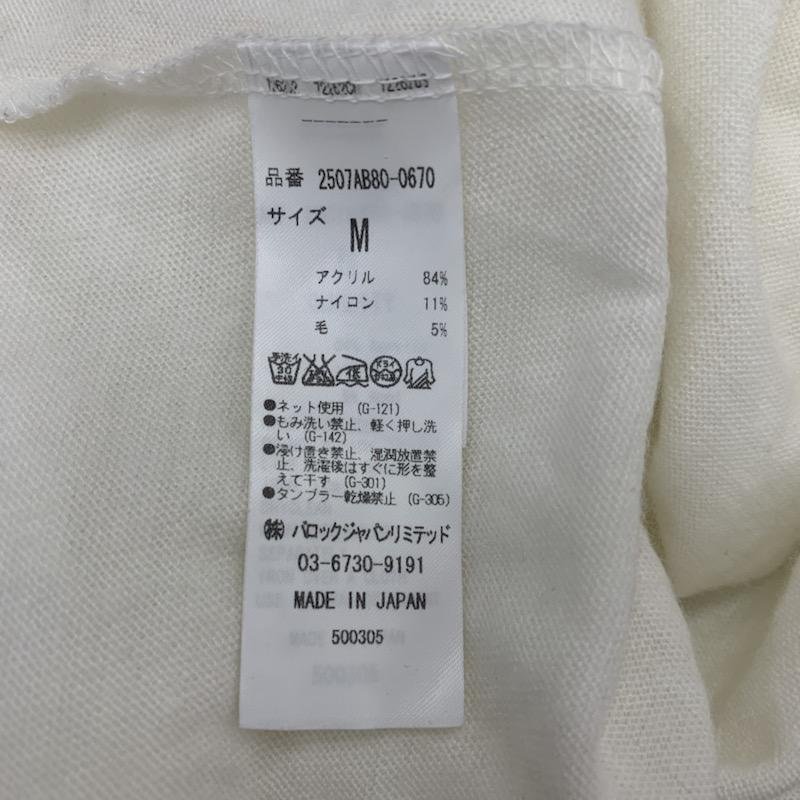 品番 2507AB80-0670
サイズ
M
アクリル 84%
ナイロン 11%
毛 5%
●ネット使用 (G-121)
●もみ洗い禁止、軽く押し洗
い (G-142)
●浸け置き禁止、湿潤放置禁
止、洗濯後はすぐに形を整
えて干す (G-301)
●タンブラー乾燥禁止 (G-305)
㈱ バロックジャパンリミテッド
03-6730-9191
MADE IN JAPAN
500305